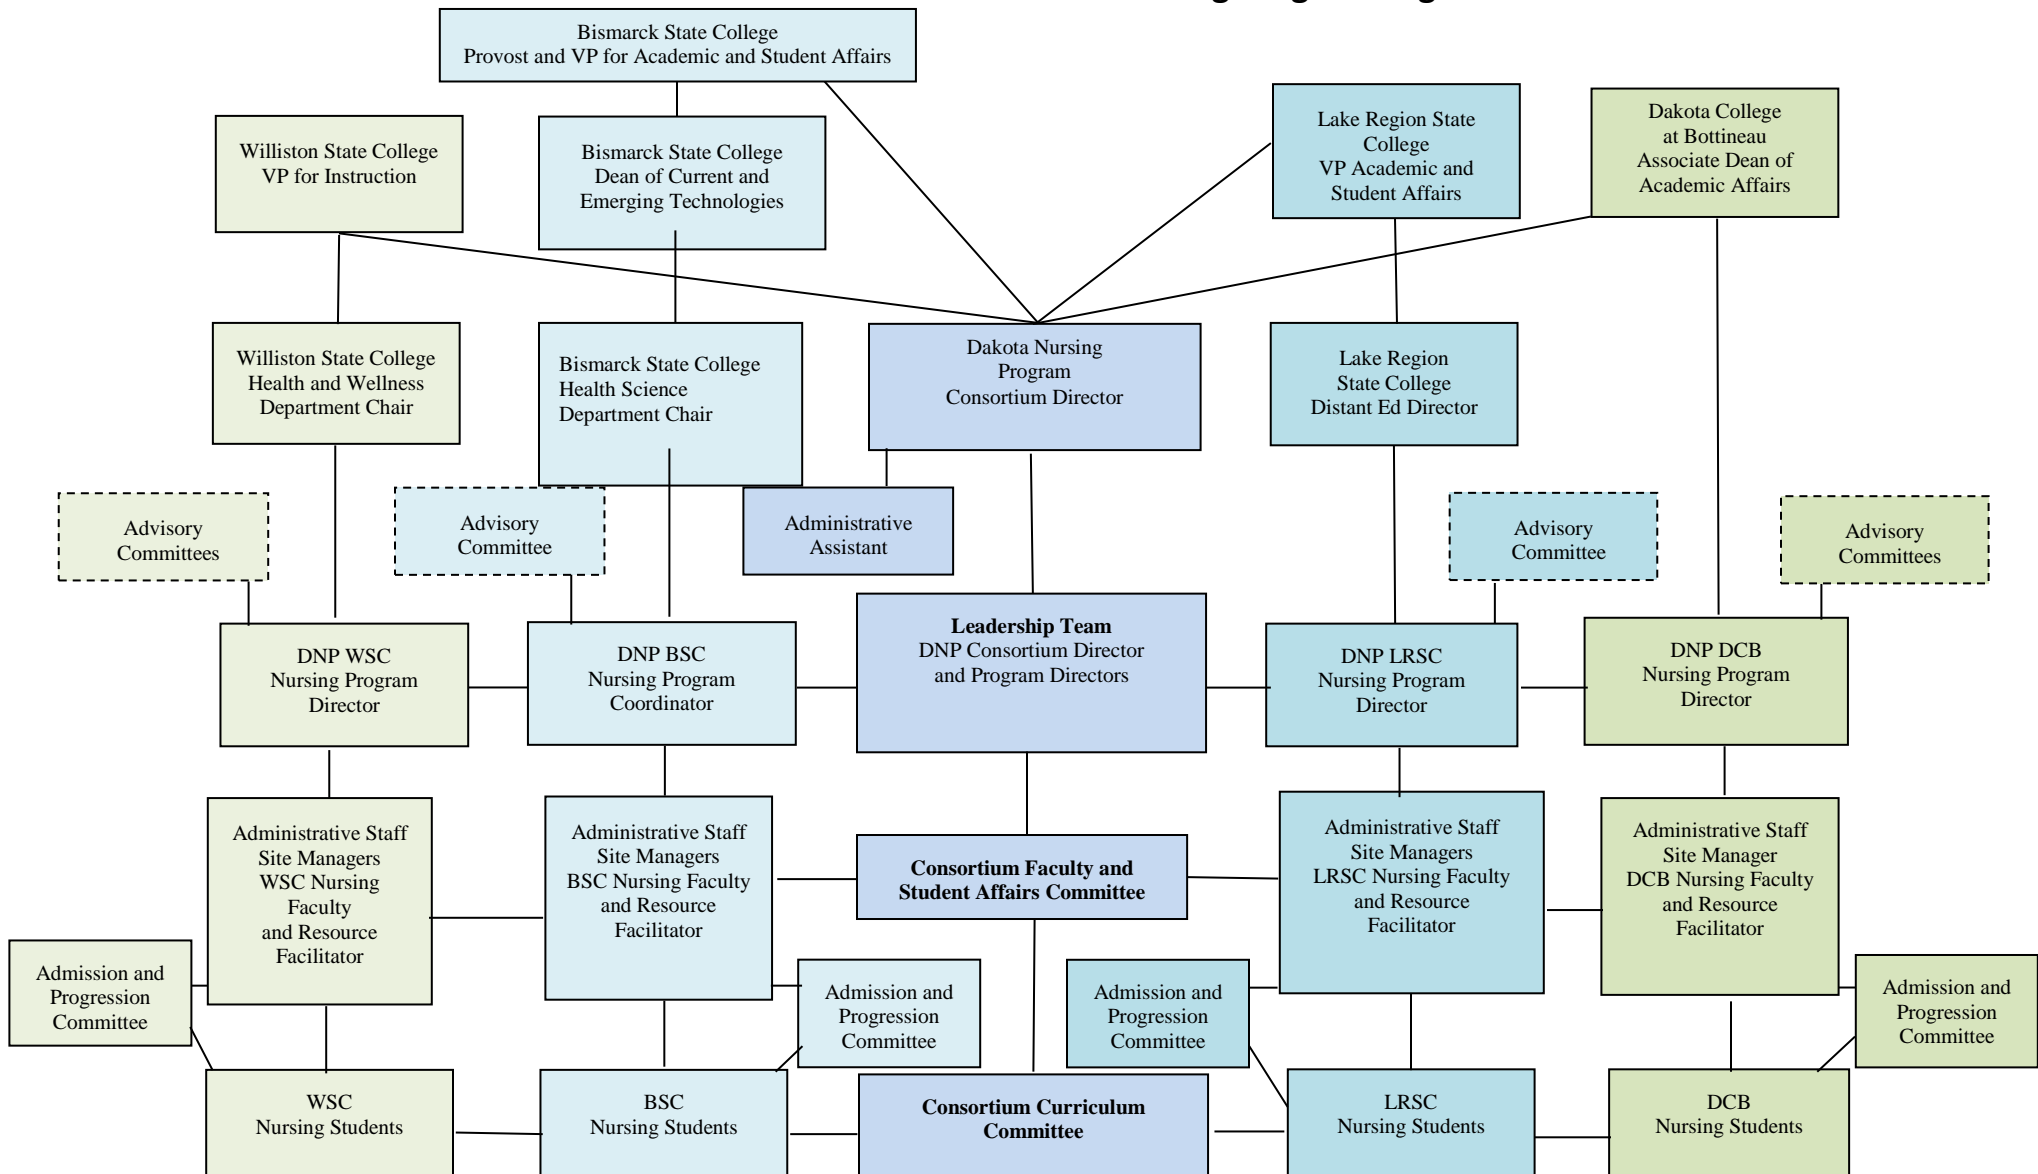 Bismarck State College
Provost and VP for Academic and Student Affairs
Williston State College
VP for Instruction
Bismarck State College
Dean of Current and
Emerging Technologies
Lake Region State
College
VP Academic and
Student Affairs
Dakota College
at Bottineau
Associate Dean of
Academic Affairs
Williston State College
Health and Wellness
Department Chair
Bismarck State College
Health Science
Department Chair
Dakota Nursing
Program
Consortium Director
Lake Region
State College
Distant Ed Director
Advisory
Committees
Advisory
Committee
Administrative
Assistant
Advisory
Committee
Advisory
Committees
DNP WSC
Nursing Program
Director
DNP BSC
Nursing Program
Coordinator
Leadership Team
DNP Consortium Director
and Program Directors
DNP LRSC
Nursing Program
Director
DNP DCB
Nursing Program
Director
Administrative Staff
Site Managers
WSC Nursing
Faculty
and Resource
Facilitator
Administrative Staff
Site Managers
BSC Nursing Faculty
and Resource
Facilitator
Consortium Faculty and
Student Affairs Committee
Administrative Staff
Site Managers
LRSC Nursing Faculty
and Resource
Facilitator
Administrative Staff
Site Manager
DCB Nursing Faculty
and Resource
Facilitator
Admission and
Progression
Committee
Admission and
Progression
Committee
Admission and
Progression
Committee
Admission and
Progression
Committee
WSC
Nursing Students
BSC
Nursing Students
Consortium Curriculum
Committee
LRSC
Nursing Students
DCB
Nursing Students